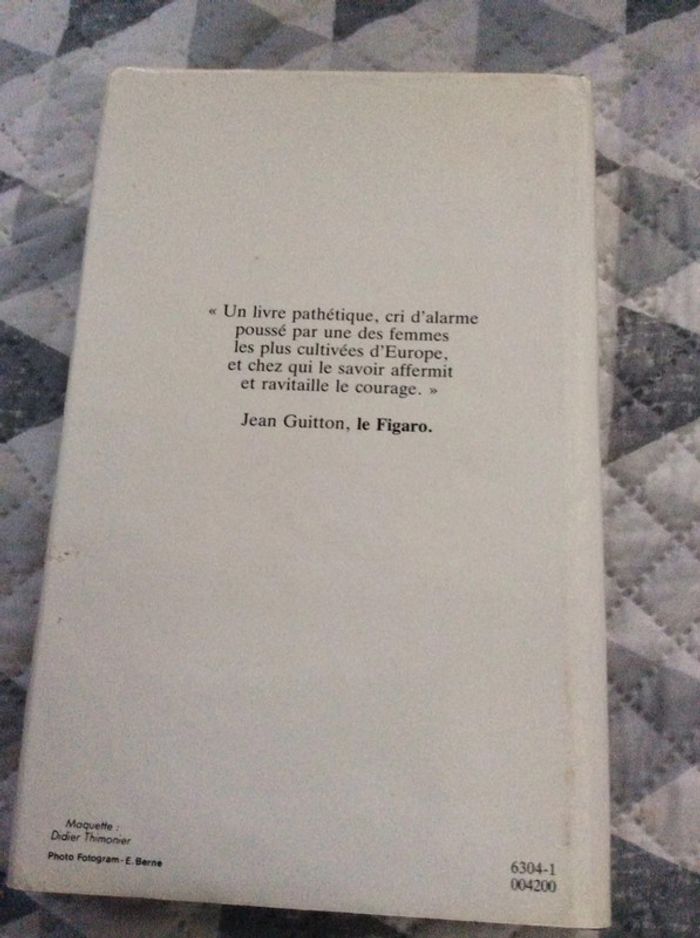 « Un livre pathétique, cri d'alarme
poussé par une des femmes
les plus cultivées d'Europe,
et chez qui le savoir affermit
et ravitaille le courage. »
Jean Guitton, le Figaro.
Maquette :
Didier Thimonier
Photo Fotogram - E. Berne
6304-1
004200